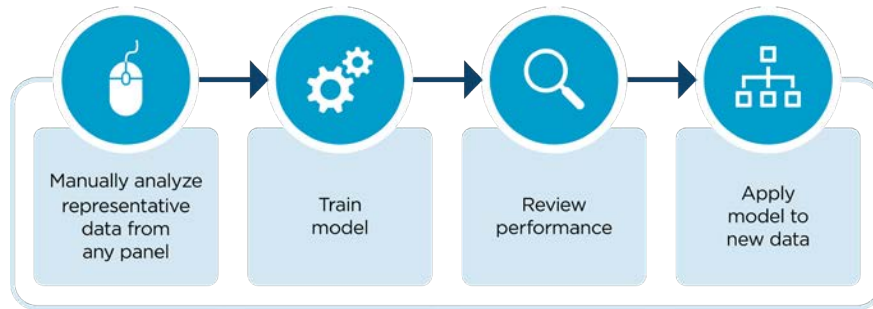 Manually analyze
representative
data from
any panel
Train
model
Review
performance
Apply
model to
new data